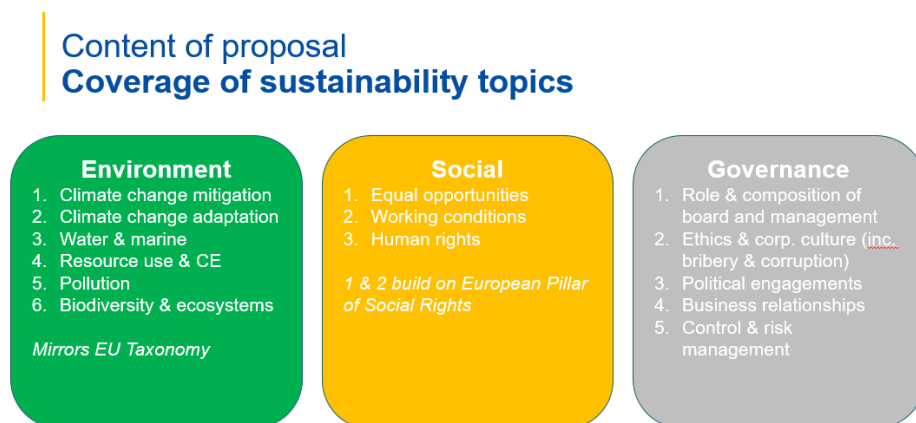 Content of proposal
Coverage of sustainability topics
Environment
1. Climate change mitigation
2. Climate change adaptation
3. Water & marine
4. Resource use & CE
5. Pollution
6. Biodiversity & ecosystems
Mirrors EU Taxonomy
Social
1. Equal opportunities
2. Working conditions
3. Human rights
1 & 2 build on European Pillar
of Social Rights
Governance
1. Role & composition of
board and management
2. Ethics & corp. culture (inc.
bribery & corruption)
3. Political engagements
4. Business relationships
5. Control & risk
management